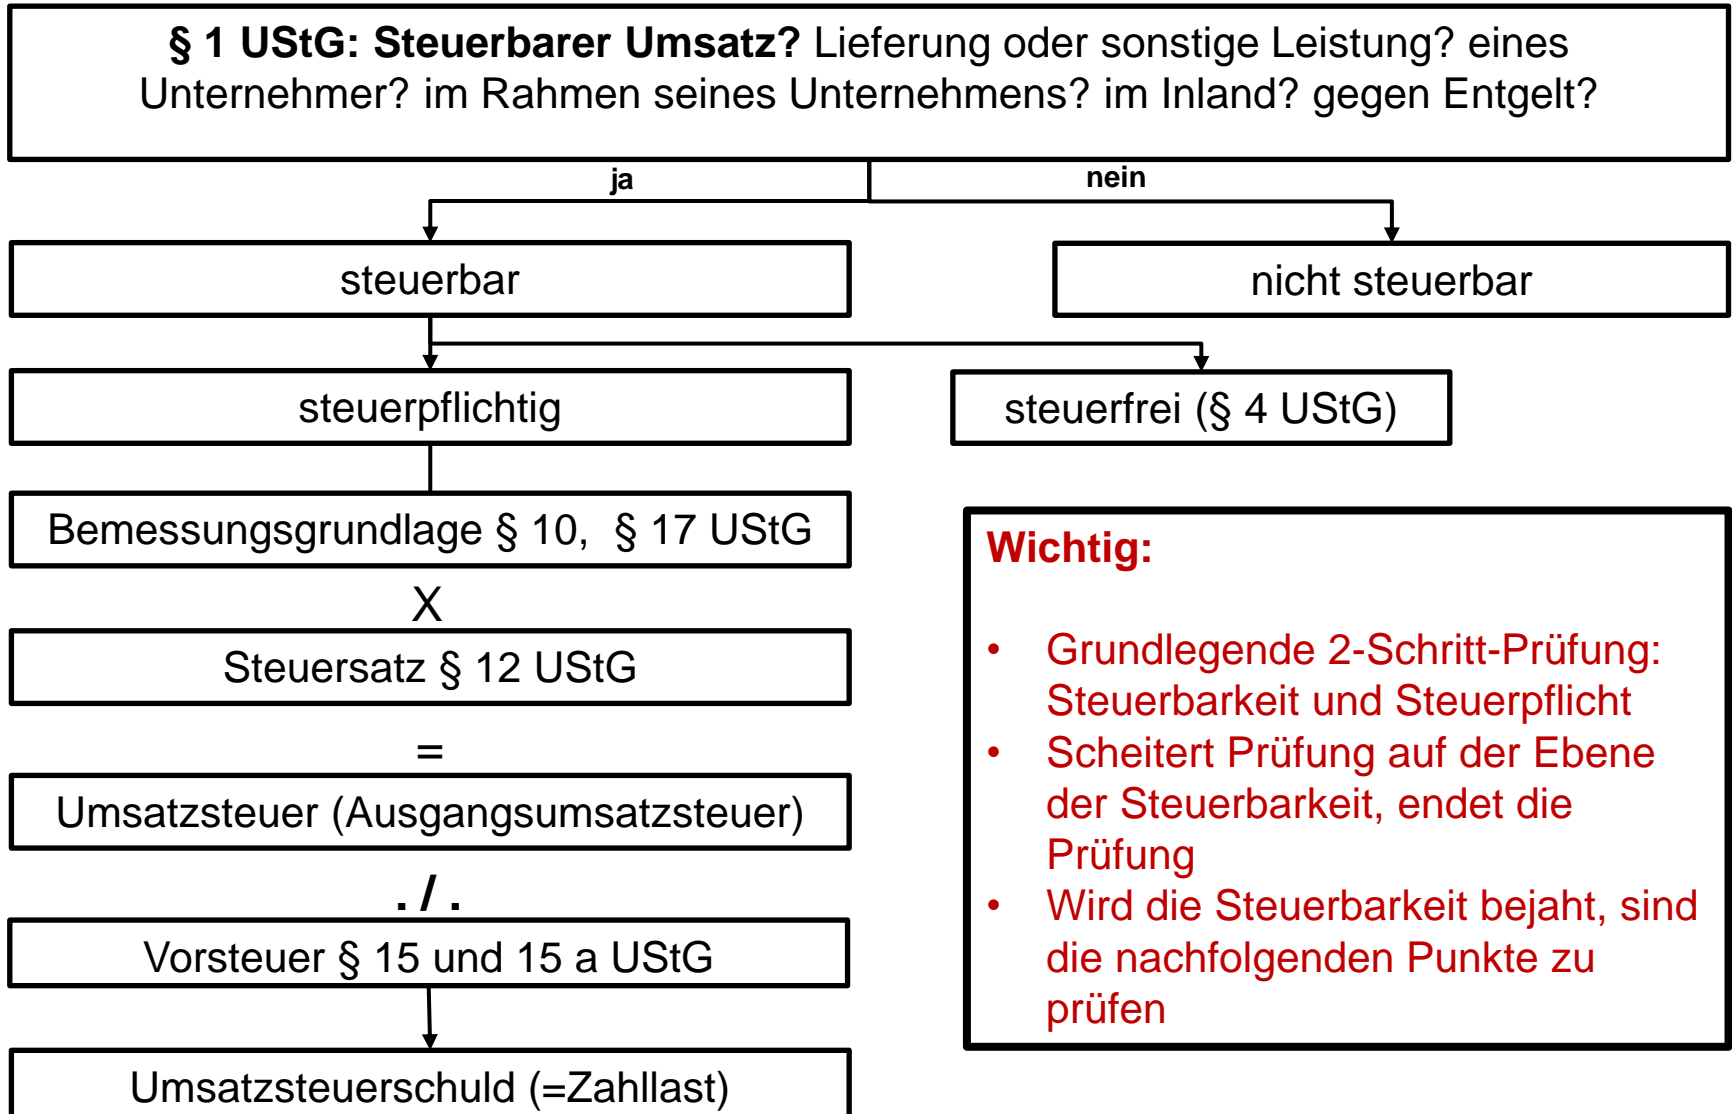 § 1 UStG: Steuerbarer Umsatz? Lieferung oder sonstige Leistung? eines
Unternehmer? im Rahmen seines Unternehmens? im Inland? gegen Entgelt?
ja
nein
steuerbar
nicht steuerbar
steuerpflichtig
steuerfrei (§ 4 UStG)
Bemessungsgrundlage § 10, § 17 UStG
X
Steuersatz § 12 UStG
=
Umsatzsteuer (Ausgangsumsatzsteuer)
. / .
Vorsteuer § 15 und 15 a UStG
Umsatzsteuerschuld (=Zahllast)
Wichtig:
• Grundlegende 2-Schritt-Prüfung:
Steuerbarkeit und Steuerpflicht
• Scheitert Prüfung auf der Ebene
der Steuerbarkeit, endet die
Prüfung
• Wird die Steuerbarkeit bejaht, sind
die nachfolgenden Punkte zu
prüfen